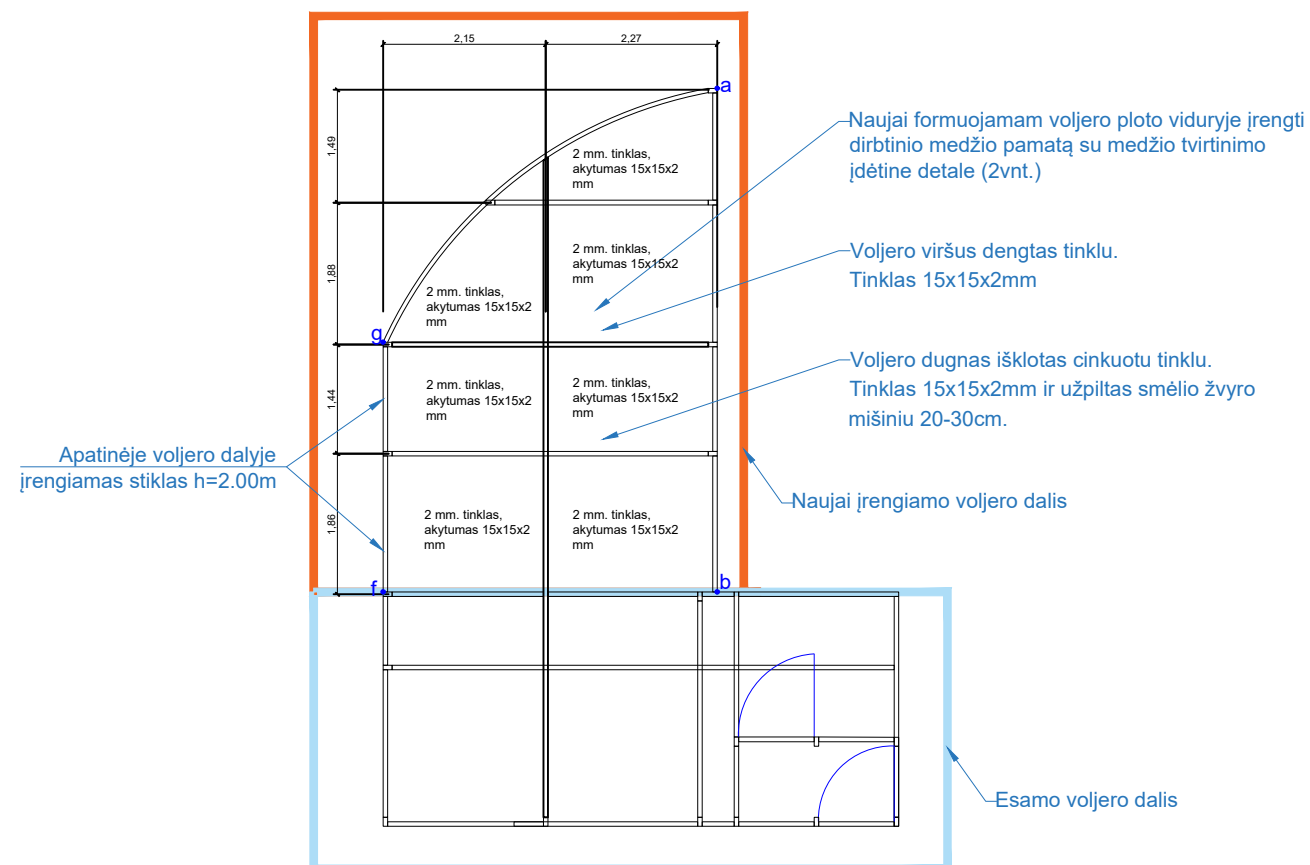 2,15
2,27
a
1,49
2 mm. tinklas,
akytumas 15x15x2
mm
Naujai formuojamam voljero ploto viduryje įrengti
dirbtinio medžio pamatą su medžio tvirtinimo
įdėtine detale (2vnt.)
1,88
2 mm. tinklas,
akytumas 15x15x2
mm
Voljero viršus dengtas tinklu.
Tinklas 15x15x2mm
2 mm. tinklas,
akytumas 15x15x2
mm
g
1,44
2 mm. tinklas,
akytumas 15x15x2
mm
2 mm. tinklas,
akytumas 15x15x2
mm
Voljero dugnas išklotas cinkuotu tinklu.
Tinklas 15x15x2mm ir užpiltas smėlio žvyro
mišiniu 20-30cm.
Apatinėje voljero dalyje
įrengiamas stiklas h=2.00m
Naujai įrengiamo voljero dalis
1,86
2 mm. tinklas,
akytumas 15x15x2
mm
2 mm. tinklas,
akytumas 15x15x2
mm
f
b
Esamo voljero dalis